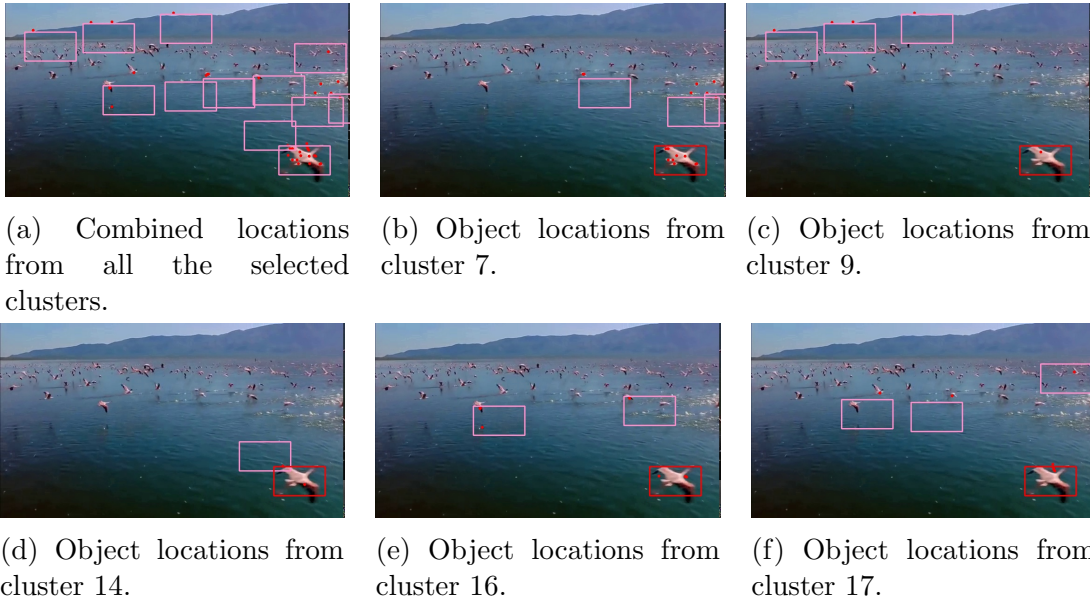 (a) Combined locations
from all the selected
clusters.
(b) Object locations from
cluster 7.
(c) Object locations from
cluster 9.
(d) Object locations from
cluster 14.
(e) Object locations from
cluster 16.
(f) Object locations from
cluster 17.